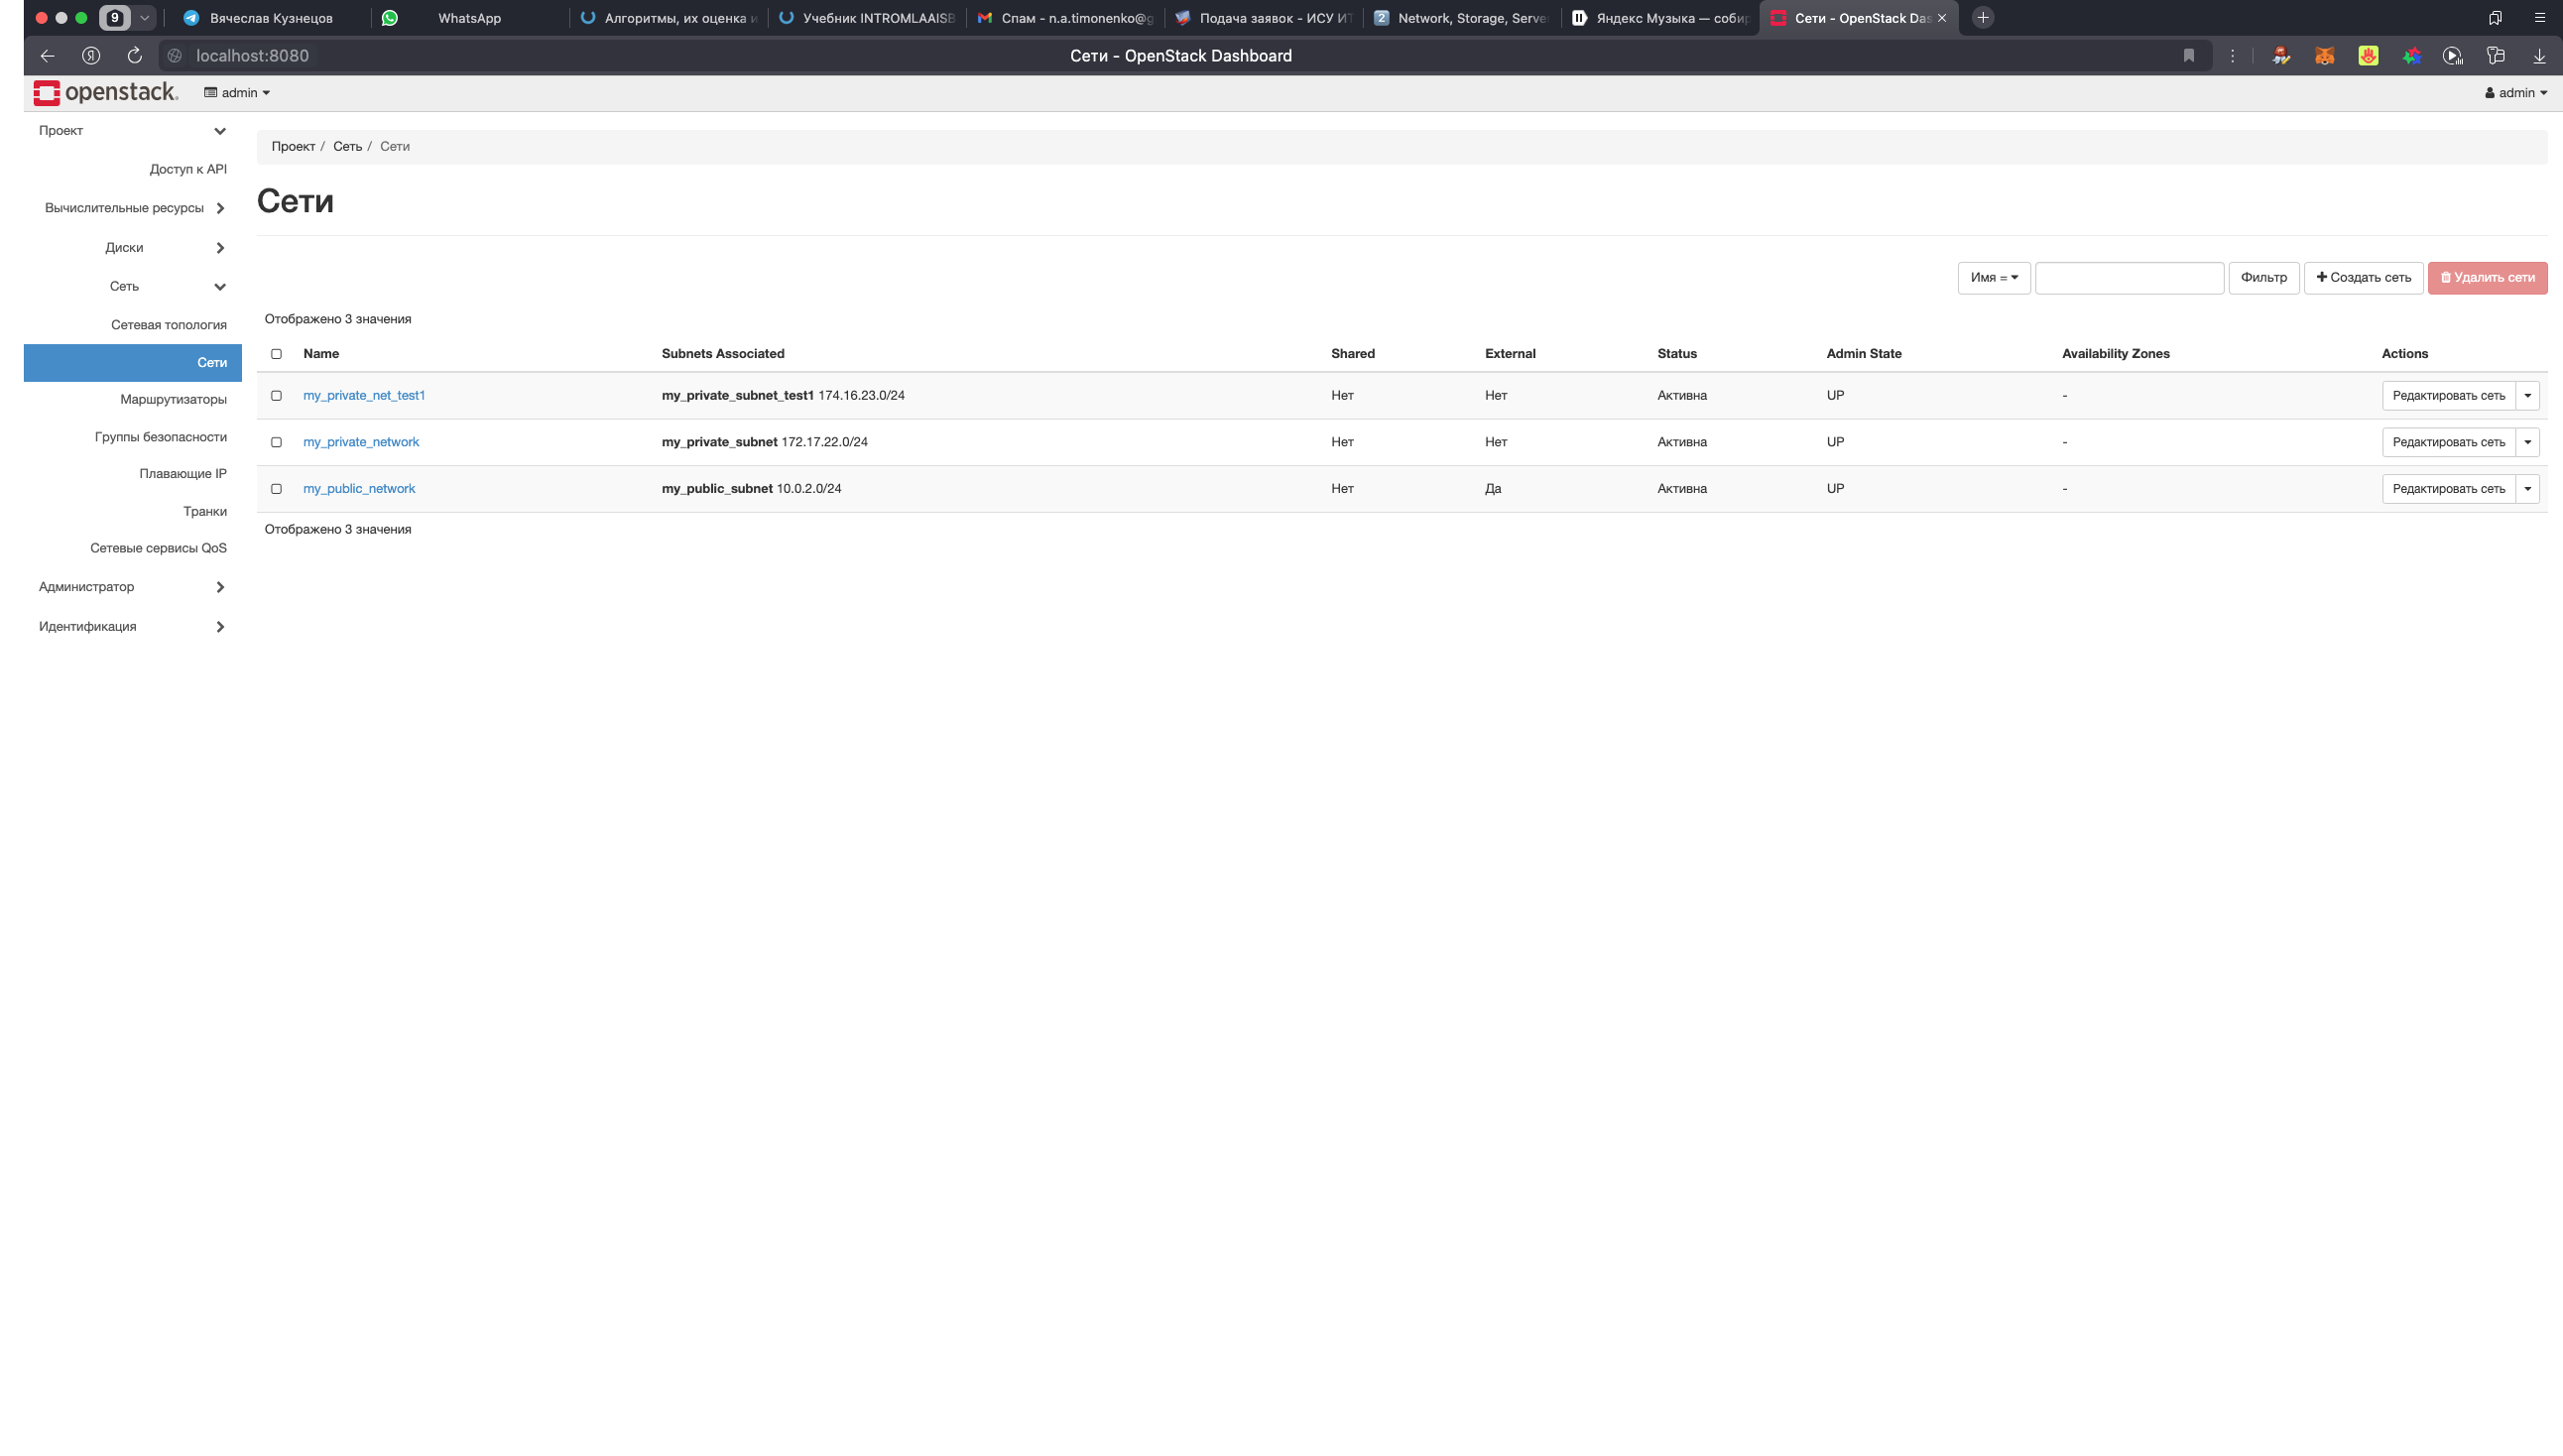 9 Вячеслав Кузнецов WhatsApp Алгоритмы, их оценка и Учебник INTROMLAAISB Спам - n.a.timonenko@g Подача заявок - ИСУ ИТ 2 Network, Storage, Serve Яндекс Музыка — собир Сети - OpenStack Das
Я localhost:8080 Сети - OpenStack Dashboard
openstack. admin admin
Проект
Доступ к API
Вычислительные ресурсы
Диски
Сеть
Сетевая топология
Сети
Маршрутизаторы
Группы безопасности
Плавающие IP
Транки
Сетевые сервисы QoS
Администратор
Идентификация
Проект / Сеть / Сети
Сети
Имя = Фильтр Создать сеть Удалить сети
Отображено 3 значения
Name Subnets Associated Shared External Status Admin State Availability Zones Actions
my_private_net_test1 my_private_subnet_test1 174.16.23.0/24 Нет Нет Активна UP - Редактировать сеть
my_private_network my_private_subnet 172.17.22.0/24 Нет Нет Активна UP - Редактировать сеть
my_public_network my_public_subnet 10.0.2.0/24 Нет Да Активна UP - Редактировать сеть
Отображено 3 значения